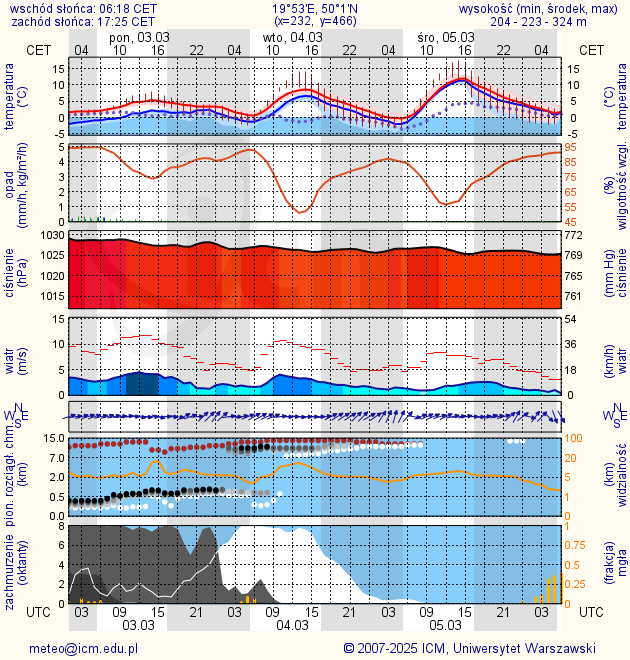 wschód słońca: 06:18 CET 19°53'E, 50°1'N wysokość (min, środek, max)
zachód słońca: 17:25 CET (x=232, y=466) 204 - 223 - 324 m
pon, 03.03 wto, 04.03 śro, 05.03
CET 04 10 16 22 04 10 16 22 04 10 16 22 04 CET
temperatura (°C) 15 10 5 0 -5 15 10 5 0 -5 temperatura (°C)
opad (mm/h, kg/m²/h) 5 4 3 2 1 0 95 85 75 65 55 45 (%) wilgotność wzgl.
ciśnienie (hPa) 1030 1025 1020 1015 772 769 765 761 (mm Hg) ciśnienie
wiatr (m/s) 15 10 5 0 54 36 18 0 (km/h) wiatr
N W E S N W E S
pion. rozciągł. chm. (km) 15.0 7.0 2.0 0.5 0.0 100 20 5 1 0 (km) widzialność
zachmurzenie (oktanty) 8 6 4 2 0 1 0.75 0.5 0.25 0 (frakcja) mgła
UTC 03 09 15 21 03 09 15 21 03 09 15 21 03 UTC
03.03 04.03 05.03
meteo@icm.edu.pl © 2007-2025 ICM, Uniwersytet Warszawski